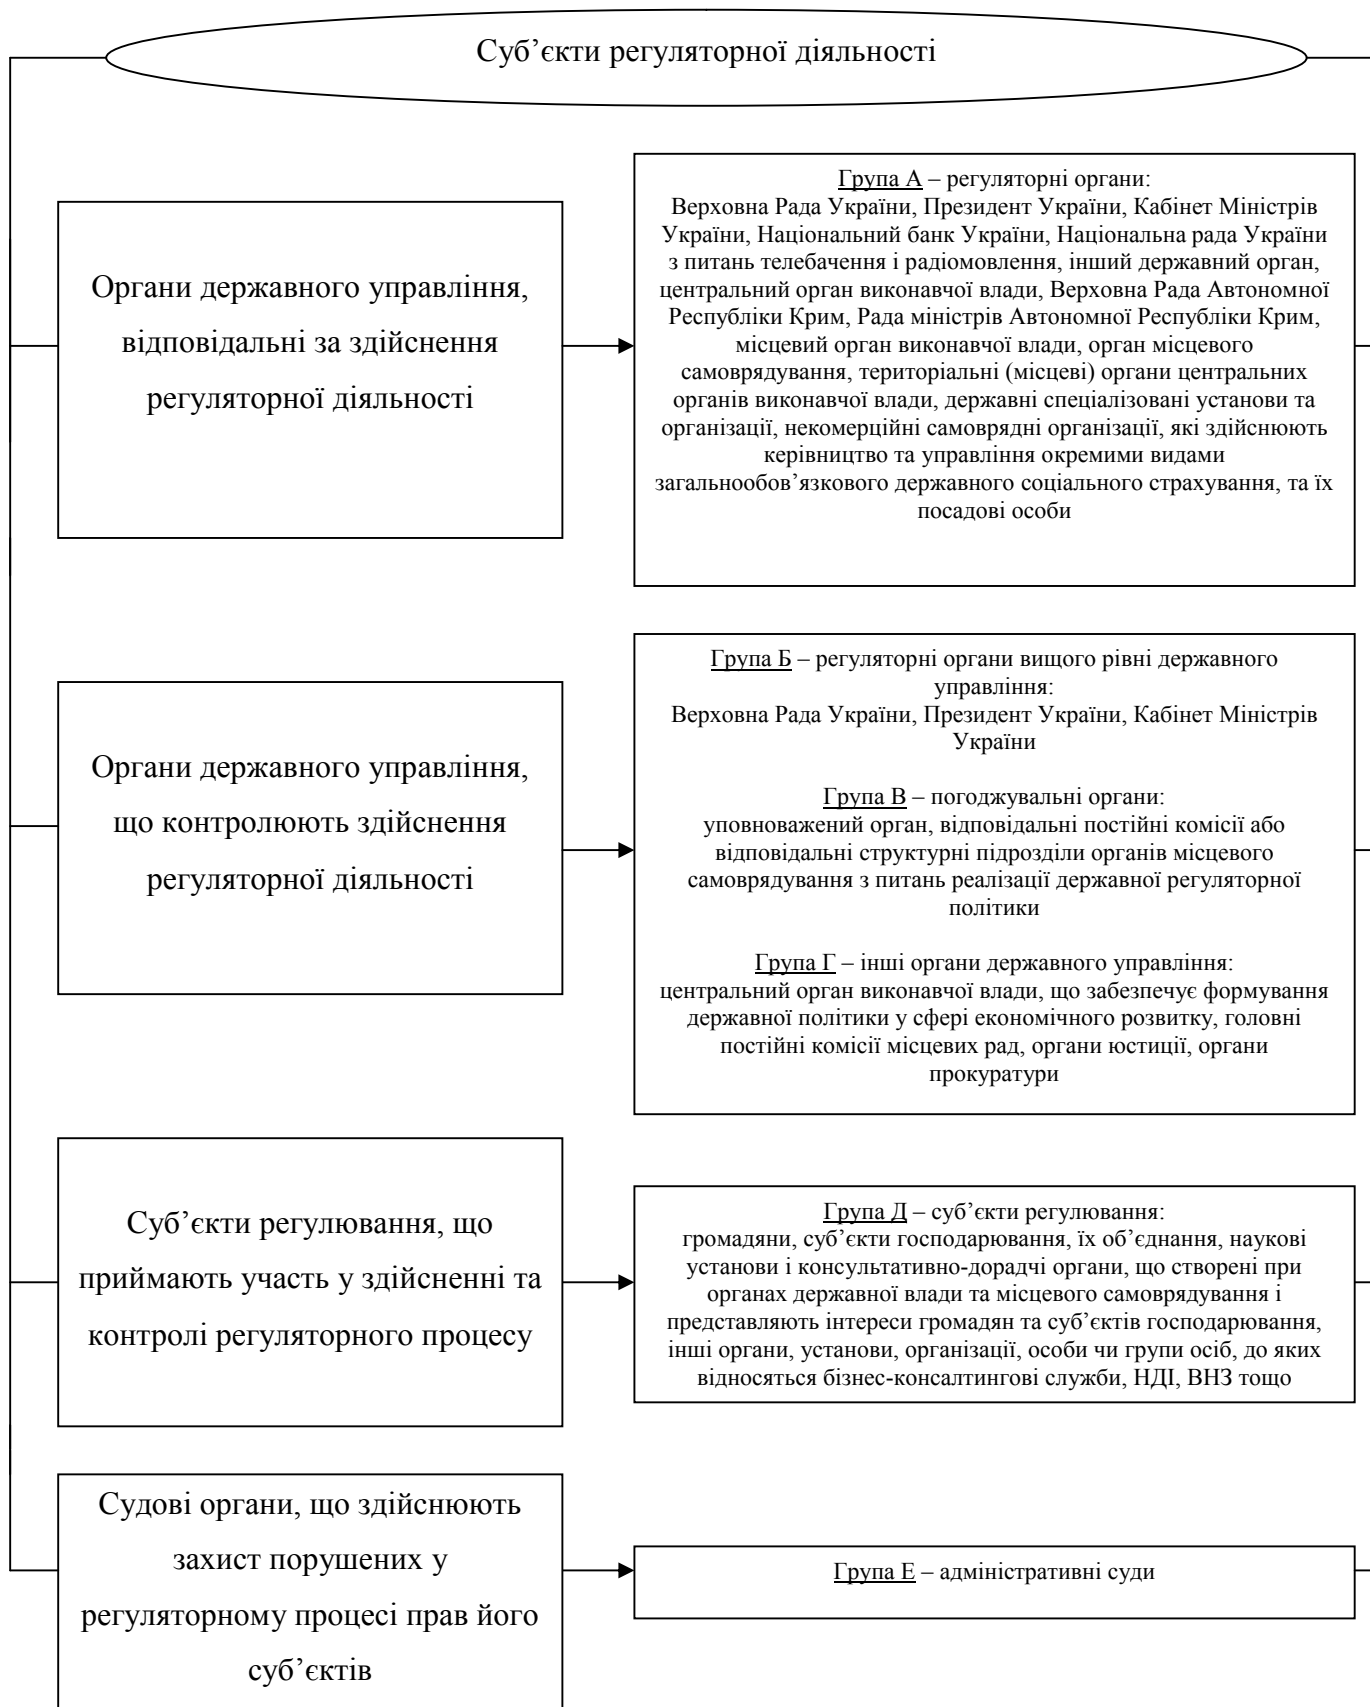 Суб’єкти регуляторної діяльності
Органи державного управління,
відповідальні за здійснення
регуляторної діяльності
Група А – регуляторні органи:
Верховна Рада України, Президент України, Кабінет Міністрів
України, Національний банк України, Національна рада України
з питань телебачення і радіомовлення, інший державний орган,
центральний орган виконавчої влади, Верховна Рада Автономної
Республіки Крим, Рада міністрів Автономної Республіки Крим,
місцевий орган виконавчої влади, орган місцевого
самоврядування, територіальні (місцеві) органи центральних
органів виконавчої влади, державні спеціалізовані установи та
організації, некомерційні самоврядні організації, які здійснюють
керівництво та управління окремими видами
загальнообов’язкового державного соціального страхування, та їх
посадові особи
Органи державного управління,
що контролюють здійснення
регуляторної діяльності
Група Б – регуляторні органи вищого рівні державного
управління:
Верховна Рада України, Президент України, Кабінет Міністрів
України
Група В – погоджувальні органи:
уповноважений орган, відповідальні постійні комісії або
відповідальні структурні підрозділи органів місцевого
самоврядування з питань реалізації державної регуляторної
політики
Група Г – інші органи державного управління:
центральний орган виконавчої влади, що забезпечує формування
державної політики у сфері економічного розвитку, головні
постійні комісії місцевих рад, органи юстиції, органи
прокуратури
Суб’єкти регулювання, що
приймають участь у здійсненні та
контролі регуляторного процесу
Група Д – суб’єкти регулювання:
громадяни, суб’єкти господарювання, їх об’єднання, наукові
установи і консультативно-дорадчі органи, що створені при
органах державної влади та місцевого самоврядування і
представляють інтереси громадян та суб’єктів господарювання,
інші органи, установи, організації, особи чи групи осіб, до яких
відносяться бізнес-консалтингові служби, НДІ, ВНЗ тощо
Судові органи, що здійснюють
захист порушених у
регуляторному процесі прав його
суб’єктів
Група Е – адміністративні суди